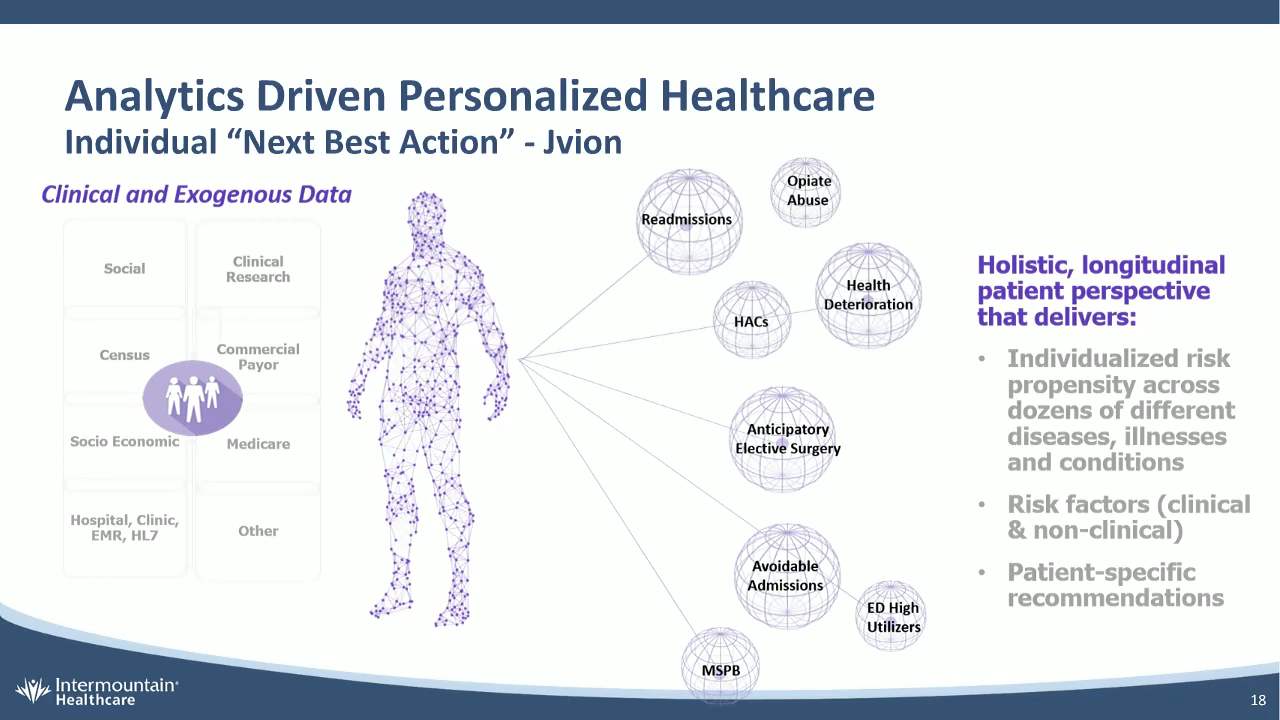 Analytics Driven Personalized Healthcare
Individual “Next Best Action” - Jvion
Clinical and Exogenous Data
Social
Clinical
Research
Census
Commercial
Payor
Socio Economic
Medicare
Hospital, Clinic,
EMR, HL7
Other
Readmissions
Opiate
Abuse
Health
Deterioration
HACs
Anticipatory
Elective Surgery
Avoidable
Admissions
ED High
Utilizers
MSPB
Holistic, longitudinal
patient perspective
that delivers:
• Individualized risk
propensity across
dozens of different
diseases, illnesses
and conditions
• Risk factors (clinical
& non-clinical)
• Patient-specific
recommendations
Intermountain®
Healthcare
18